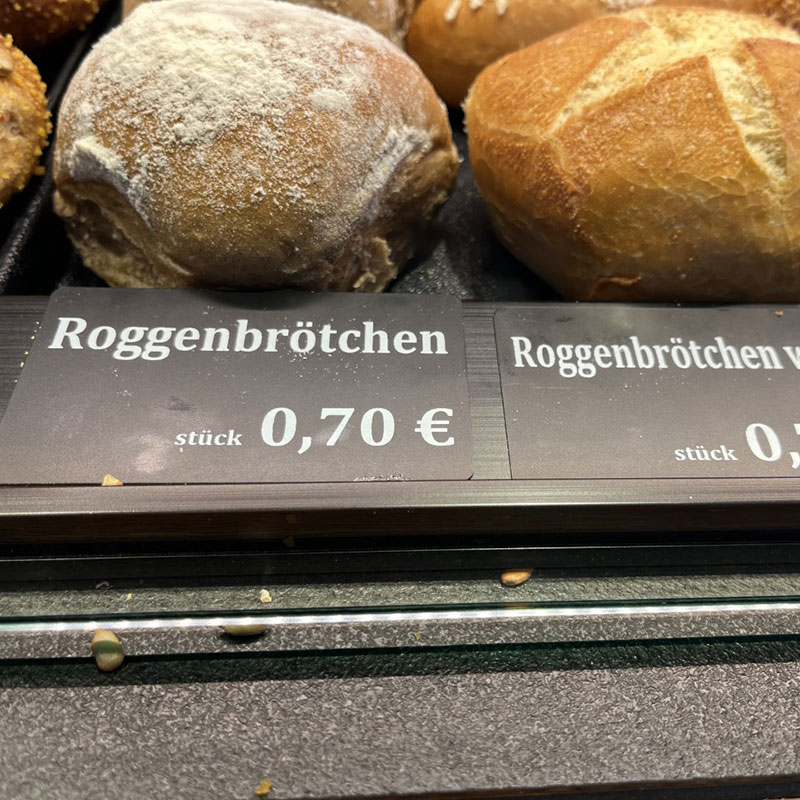 Roggenbrötchen
stück 0,70 €
Roggenbrötchen
stück